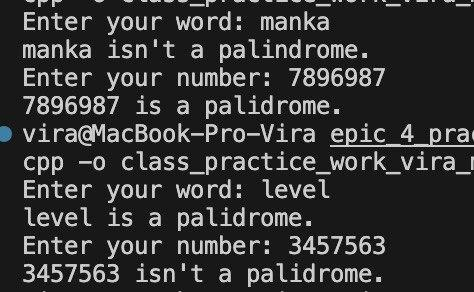 cpp -o class_practice_work_vira_
Enter your word: manka
manka isn't a palindrome.
Enter your number: 7896987
7896987 is a palidrome.
vira@MacBook-Pro-Vira epic_4_prac
cpp -o class_practice_work_vira_
Enter your word: level
level is a palidrome.
Enter your number: 3457563
3457563 isn't a palidrome.